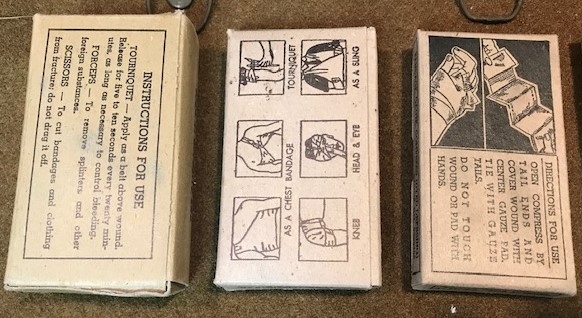 INSTRUCTIONS FOR USE
TOURNIQUET — Apply as a belt above wound.
Release for five to ten seconds every twenty min-
utes, as long as necessary to control bleeding.
FORCEPS — To remove splinters and other
foreign substances.
SCISSORS — To cut bandages and clothing
from fracture; do not drag it off.
AS A SLING
TOURNIQUET
HEAD & EYE
AS A CHEST BANDAGE
KNEE
DIRECTIONS FOR USE
OPEN COMPRESS BY
TAIL ENDS AND
COVER WOUND WITH
CENTER GAUZE PAD.
TIE WITH GAUZE
TAILS.
DO NOT TOUCH
WOUND OR PAD WITH
HANDS.